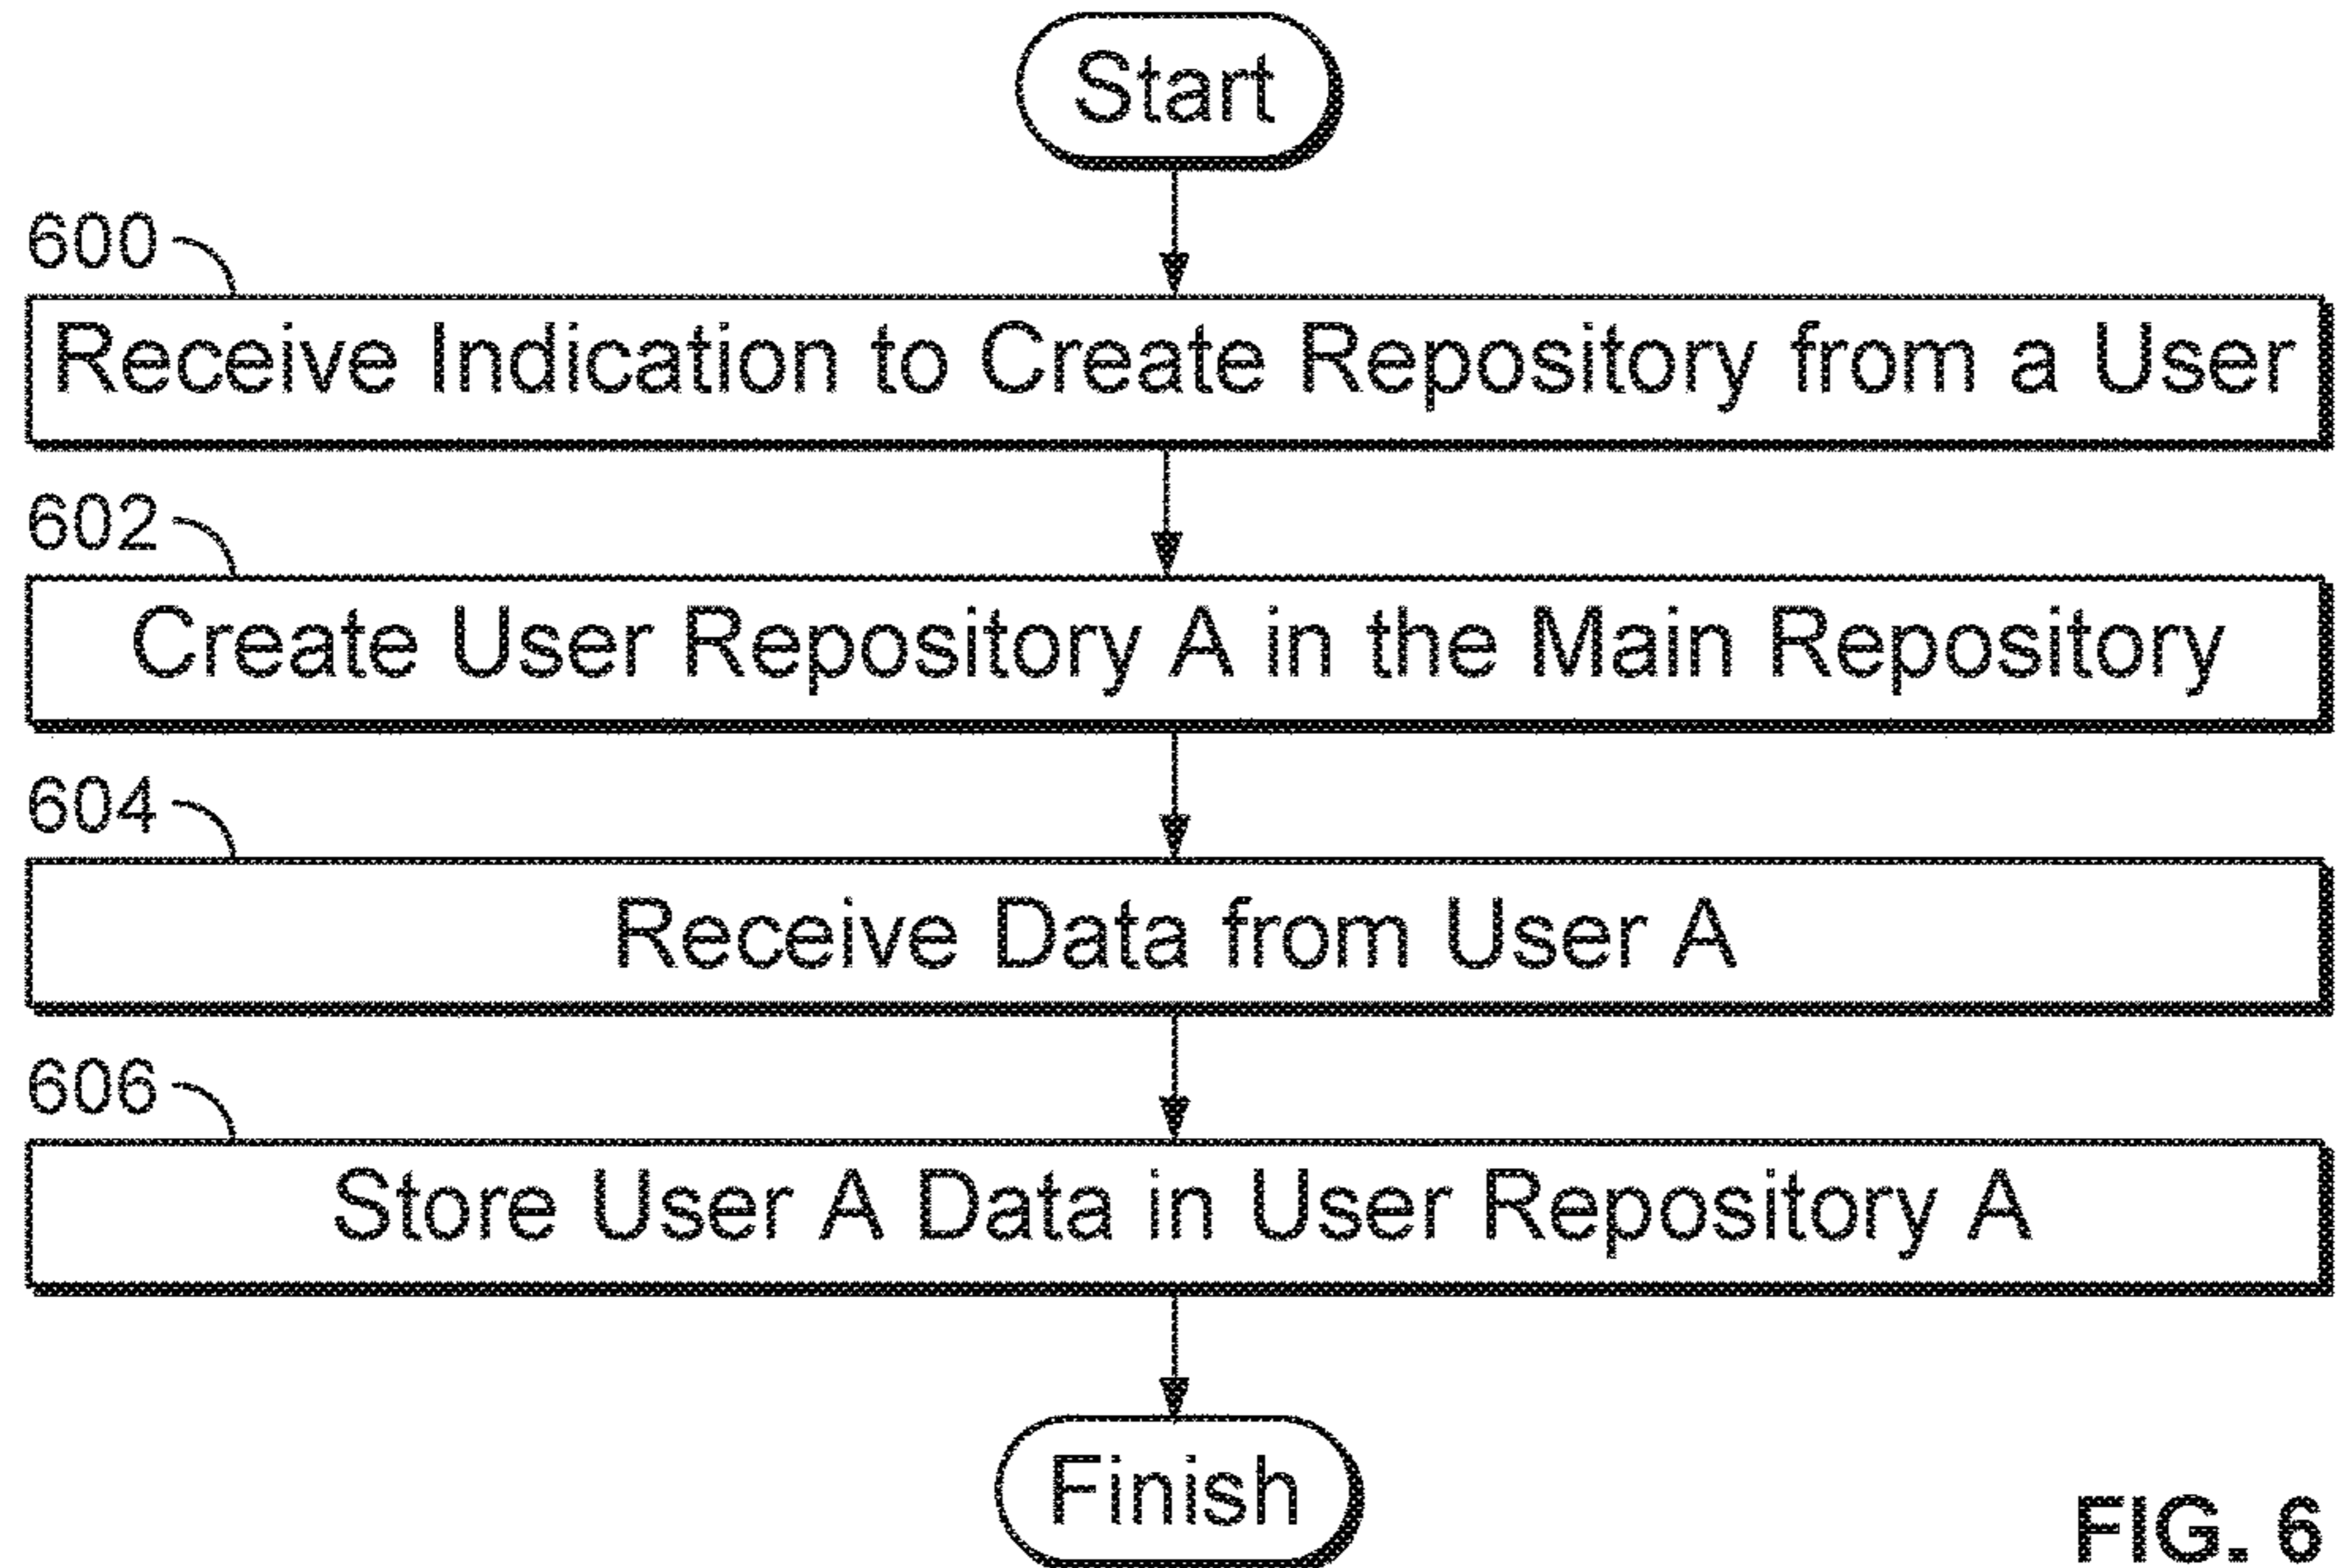 Start
600
Receive Indication to Create Repository from a User
602
Create User Repository A in the Main Repository
604
Receive Data from User A
606
Store User A Data in User Repository A
Finish
FIG. 6